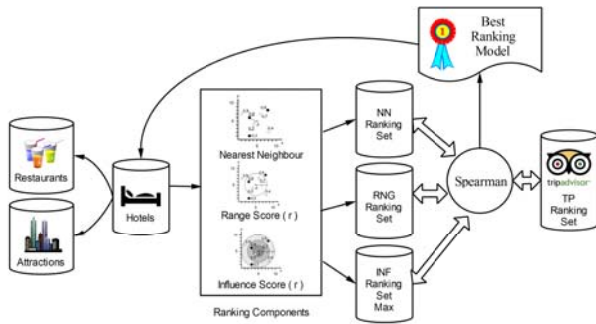 Best
Ranking
Model
1
NN
Ranking
Set
Restaurants
Nearest Neighbour
Hotels
RNG
Ranking
Set
Spearman
tripadvisor
TP
Ranking
Set
Range Score ( r )
Attractions
INF
Ranking
Set
Max
Influence Score ( r )
Ranking Components